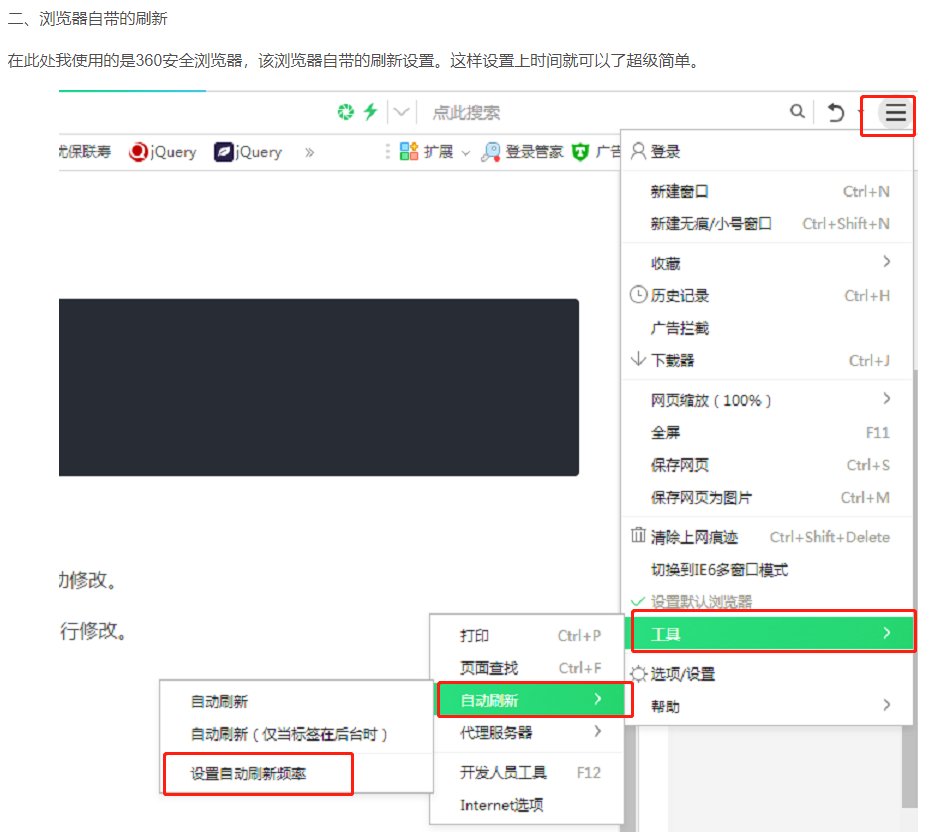 二、浏览器自带的刷新
在此处我使用的是360安全浏览器，该浏览器自带的刷新设置。这样设置上时间就可以了超级简单。
点此搜索
优保联寿 jQuery jQuery » 扩展 登录管家 广告
登录
新建窗口 Ctrl+N
新建无痕/小号窗口 Ctrl+Shift+N
收藏
历史记录 Ctrl+H
广告拦截
下载器 Ctrl+J
网页缩放（100%）
全屏 F11
保存网页 Ctrl+S
保存网页为图片 Ctrl+M
清除上网痕迹 Ctrl+Shift+Delete
切换到IE6多窗口模式
设置默认浏览器
工具
选项/设置
帮助
动修改。
行修改。
打印 Ctrl+P
页面查找 Ctrl+F
自动刷新
代理服务器
开发人员工具 F12
Internet选项
自动刷新
自动刷新（仅当标签在后台时）
设置自动刷新频率